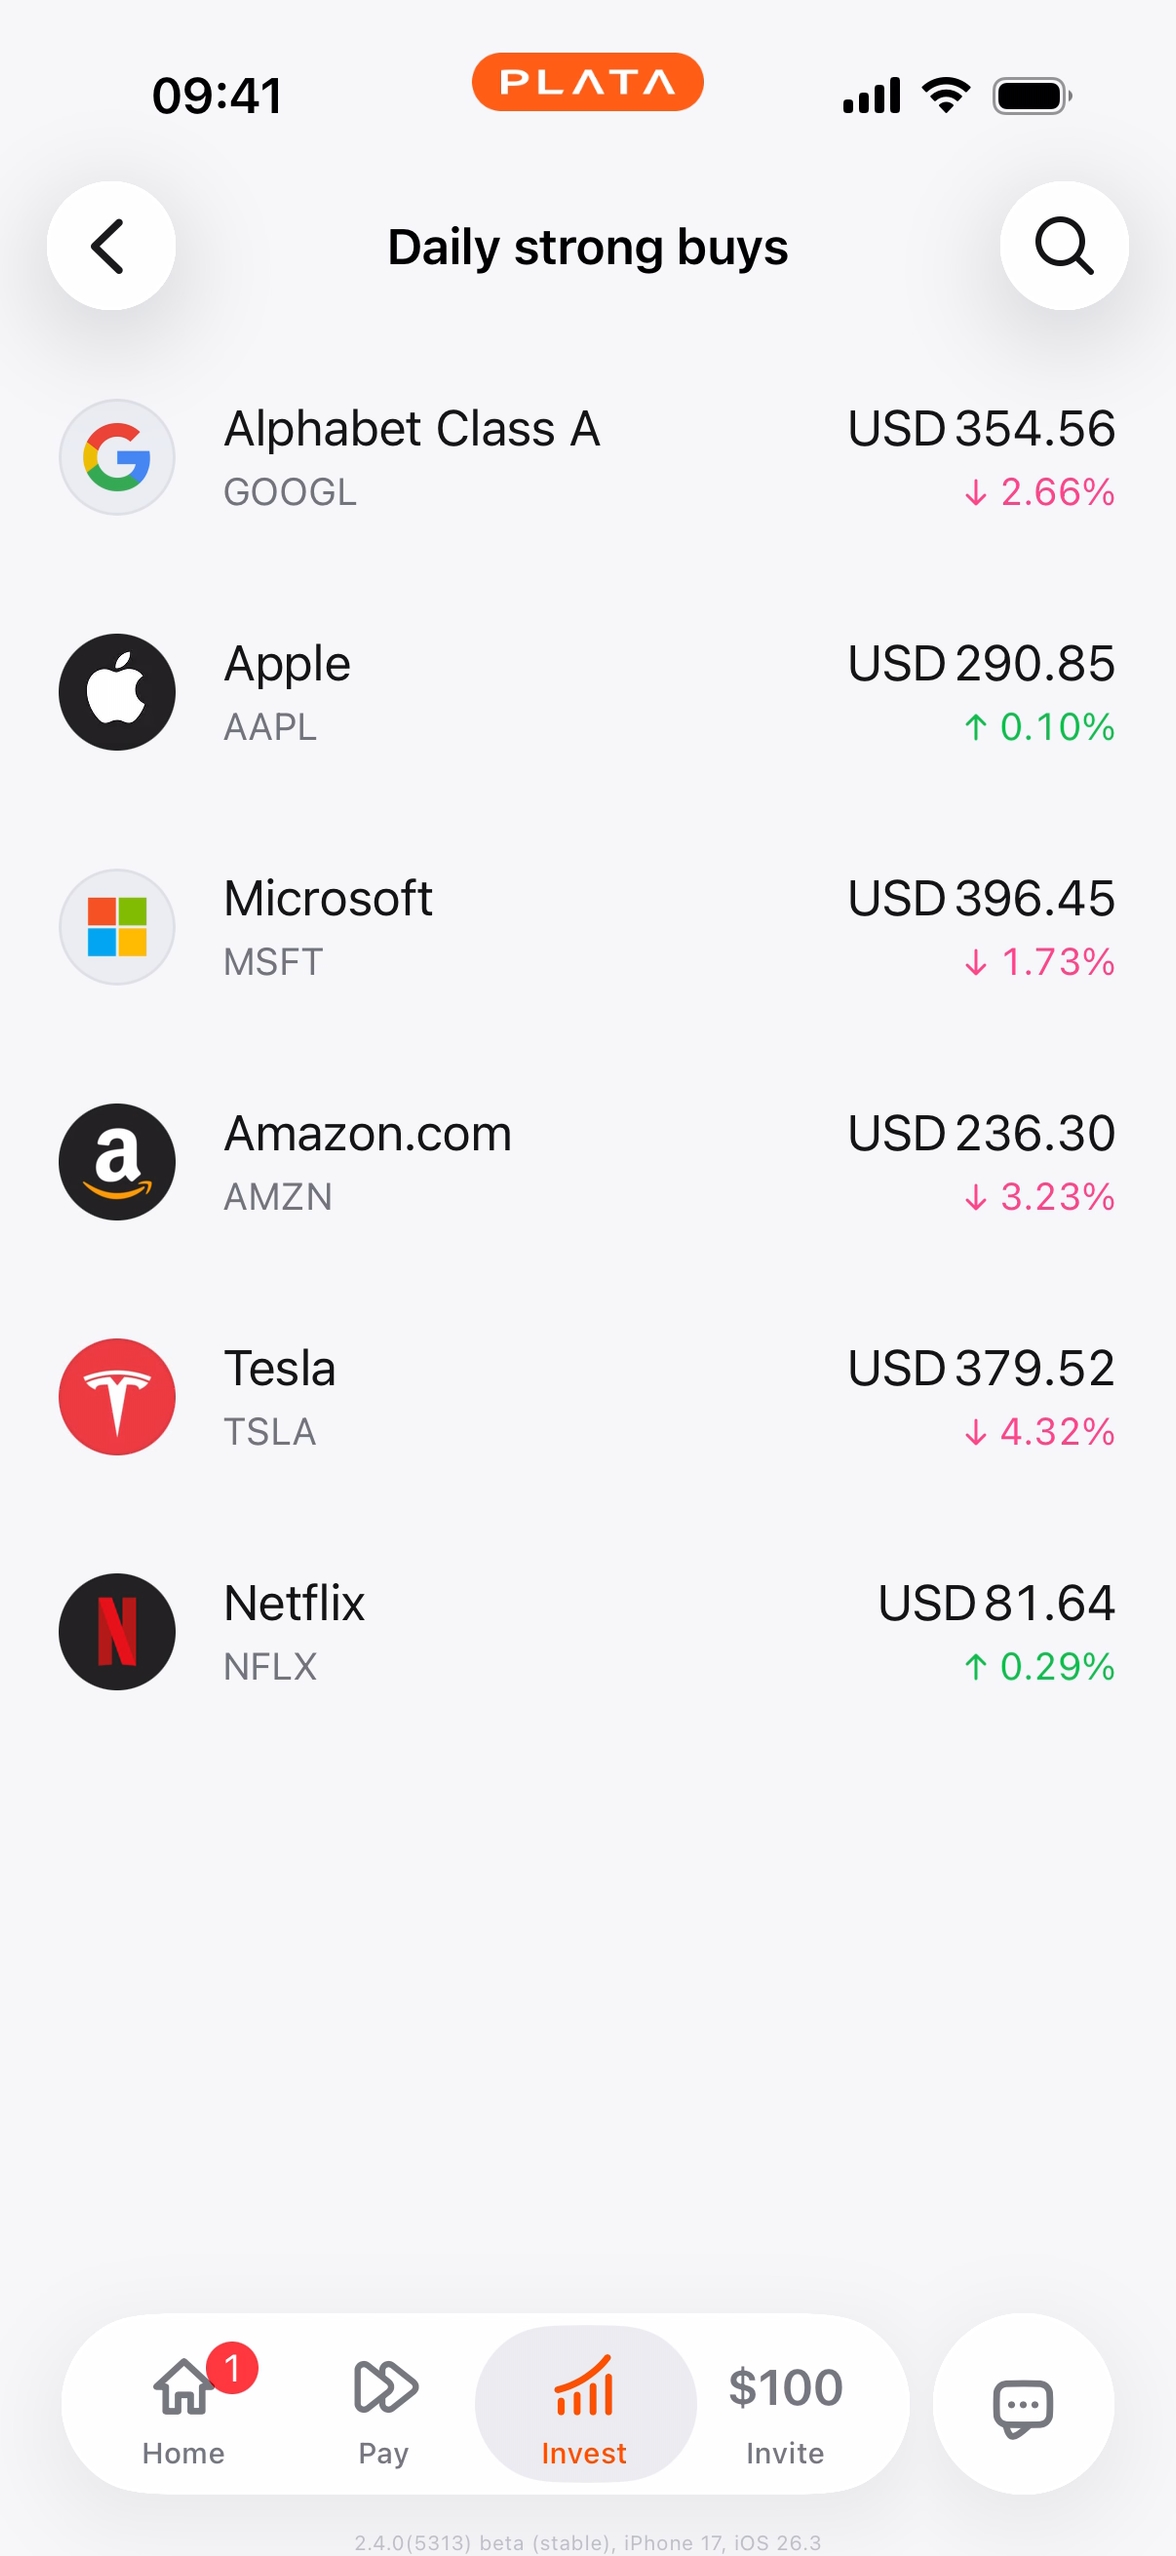 09:41
PLATA
Daily strong buys
Alphabet Class A
USD 354.56
GOOGL
↓ 2.66%
Apple
USD 290.85
AAPL
↑ 0.10%
Microsoft
USD 396.45
MSFT
↓ 1.73%
Amazon.com
USD 236.30
AMZN
↓ 3.23%
Tesla
USD 379.52
TSLA
↓ 4.32%
Netflix
USD 81.64
NFLX
↑ 0.29%
1
$100
Home
Pay
Invest
Invite
2.4.0(5313) beta (stable), iPhone 17, iOS 26.3